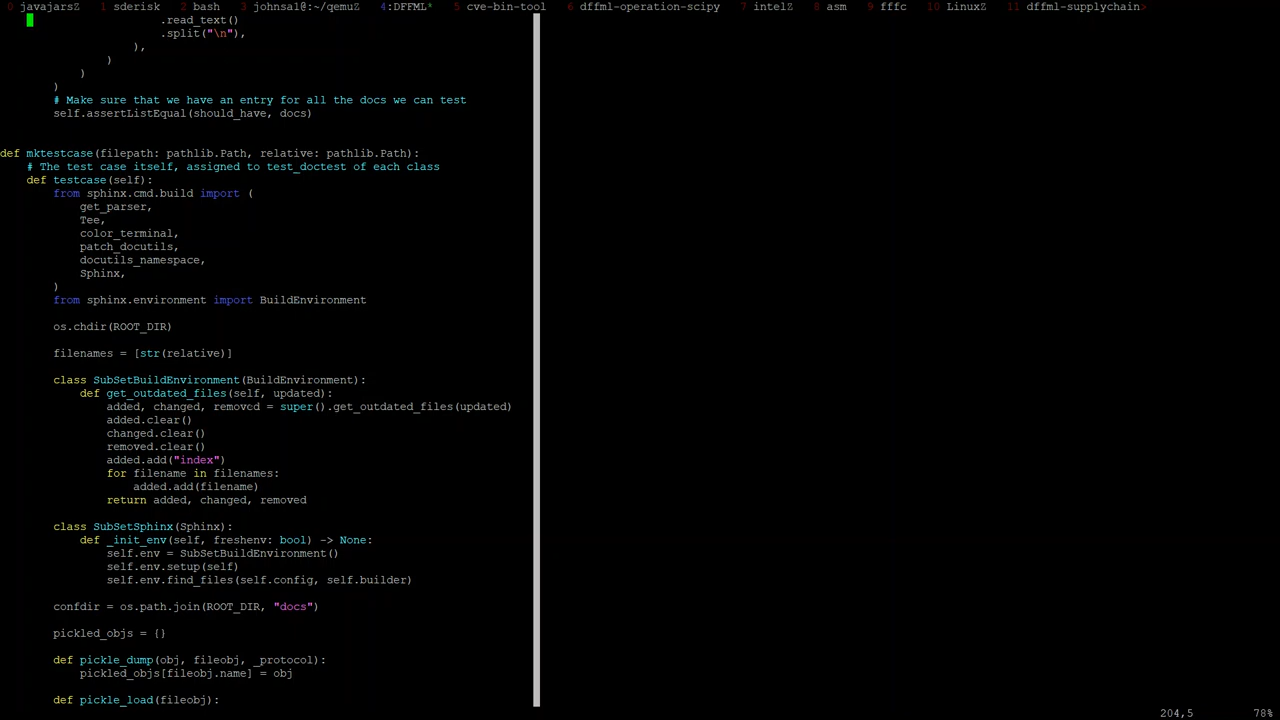 0 javajarsZ 1 sderisk 2 bash 3 johnsa1@:~/qemuZ 4:DFFML* 5 cve-bin-tool 6 dffml-operation-scipy 7 intelZ 8 asm 9 fffc 10 LinuxZ 11 dffml-supplychain>
.read_text()
.split("\n"),
),
)
)
)
# Make sure that we have an entry for all the docs we can test
self.assertListEqual(should_have, docs)
def mktestcase(filepath: pathlib.Path, relative: pathlib.Path):
# The test case itself, assigned to test_doctest of each class
def testcase(self):
from sphinx.cmd.build import (
get_parser,
Tee,
color_terminal,
patch_docutils,
docutils_namespace,
Sphinx,
)
from sphinx.environment import BuildEnvironment
os.chdir(ROOT_DIR)
filenames = [str(relative)]
class SubSetBuildEnvironment(BuildEnvironment):
def get_outdated_files(self, updated):
added, changed, removed = super().get_outdated_files(updated)
added.clear()
changed.clear()
removed.clear()
added.add("index")
for filename in filenames:
added.add(filename)
return added, changed, removed
class SubSetSphinx(Sphinx):
def _init_env(self, freshenv: bool) -> None:
self.env = SubSetBuildEnvironment()
self.env.setup(self)
self.env.find_files(self.config, self.builder)
confdir = os.path.join(ROOT_DIR, "docs")
pickled_objs = {}
def pickle_dump(obj, fileobj, _protocol):
pickled_objs[fileobj.name] = obj
def pickle_load(fileobj):
204,5 78%